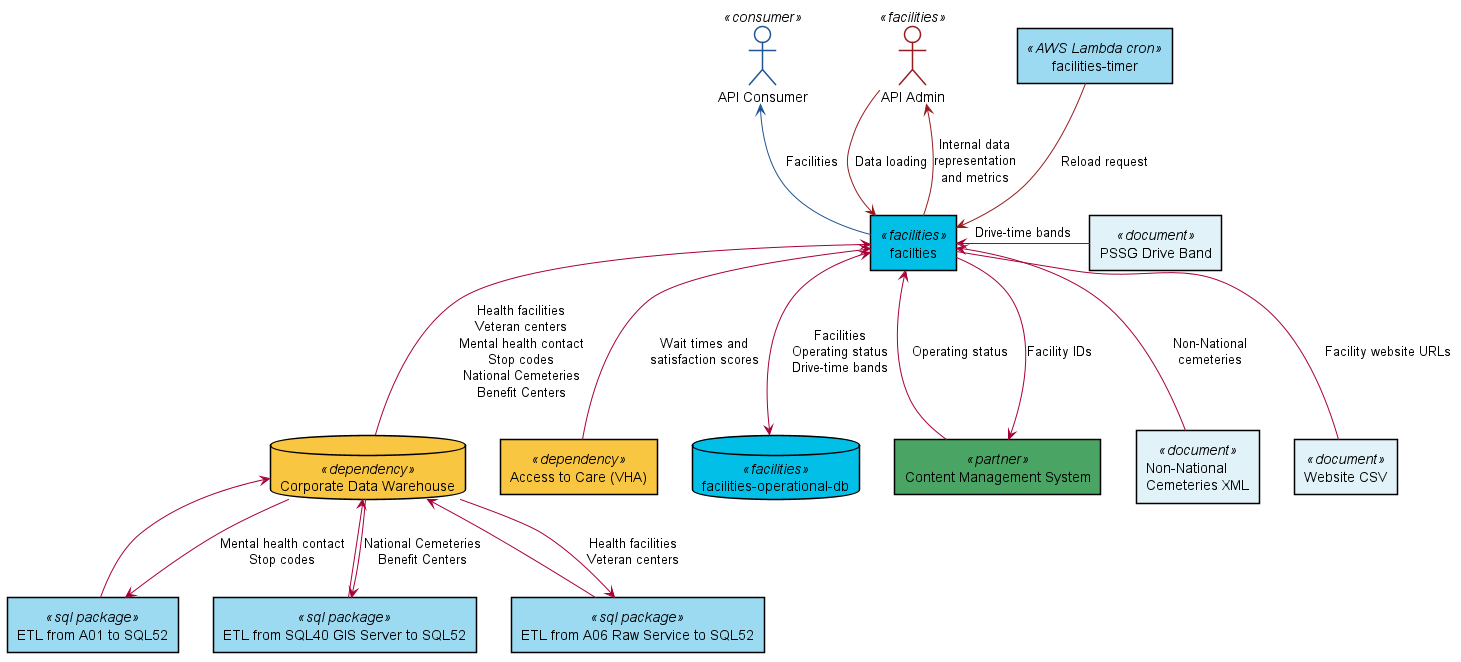 «consumer»
API Consumer
«facilities»
API Admin
«AWS Lambda cron»
facilities-timer
Facilities
Data loading
Internal data
representation
and metrics
Reload request
«facilities»
facilties
Drive-time bands
«document»
PSSG Drive Band
Health facilities
Veteran centers
Mental health contact
Stop codes
National Cemeteries
Benefit Centers
Wait times and
satisfaction scores
Facilities
Operating status
Drive-time bands
Operating status
Facility IDs
Non-National
cemeteries
Facility website URLs
«dependency»
Corporate Data Warehouse
«dependency»
Access to Care (VHA)
«facilities»
facilities-operational-db
«partner»
Content Management System
«document»
Non-National
Cemeteries XML
«document»
Website CSV
Mental health contact
Stop codes
National Cemeteries
Benefit Centers
Health facilities
Veteran centers
«sql package»
ETL from A01 to SQL52
«sql package»
ETL from SQL40 GIS Server to SQL52
«sql package»
ETL from A06 Raw Service to SQL52